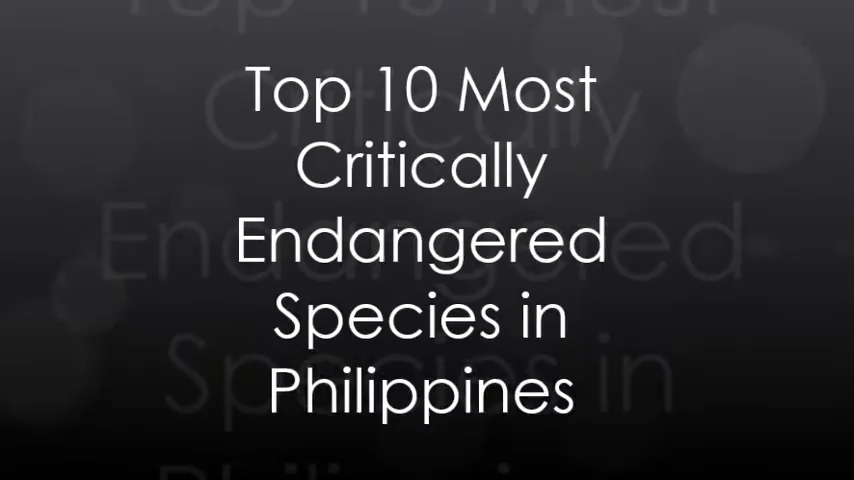 Top 10 Most
Critically
Endangered
Species in
Philippines